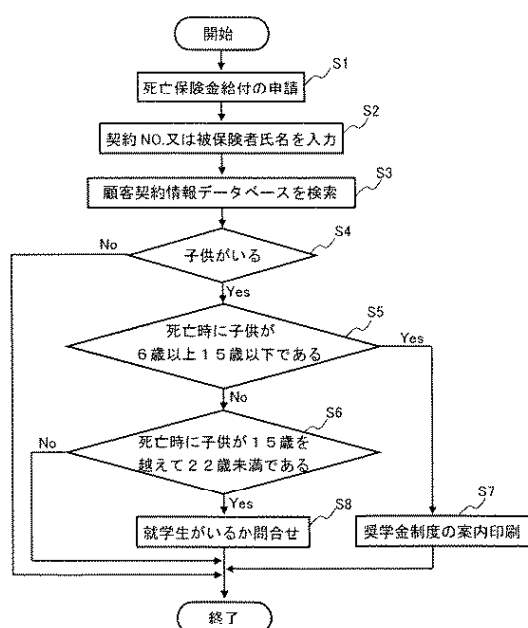 開始
S1
死亡保険金給付の申請
S2
契約NO.又は被保険者氏名を入力
S3
顧客契約情報データベースを検索
S4
No
子供がいる
Yes
S5
死亡時に子供が
６歳以上１５歳以下である
Yes
No
S6
No
死亡時に子供が１５歳を
越えて２２歳未満である
Yes
S8
就学生がいるか問合せ
S7
奨学金制度の案内印刷
終了